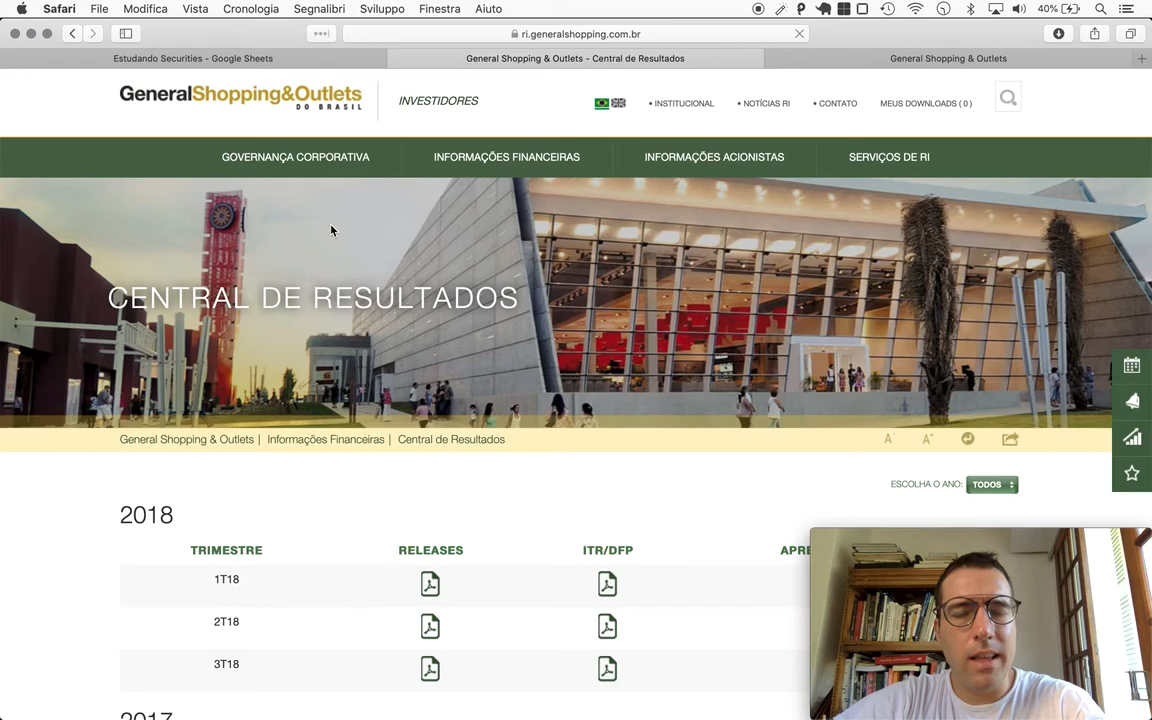 Safari File Modifica Vista Cronologia Segnalibri Sviluppo Finestra Aiuto 40%
ri.generalshopping.com.br
Estudando Securities - Google Sheets
General Shopping & Outlets - Central de Resultados
General Shopping & Outlets
GeneralShopping&Outlets
DO BRASIL
INVESTIDORES
• INSTITUCIONAL
• NOTÍCIAS RI
• CONTATO
MEUS DOWNLOADS ( 0 )
GOVERNANÇA CORPORATIVA
INFORMAÇÕES FINANCEIRAS
INFORMAÇÕES ACIONISTAS
SERVIÇOS DE RI
CENTRAL DE RESULTADOS
General Shopping & Outlets | Informações Financeiras | Central de Resultados
A-
A+
ESCOLHA O ANO: TODOS
2018
TRIMESTRE RELEASES ITR/DFP
1T18
2T18
3T18
2017